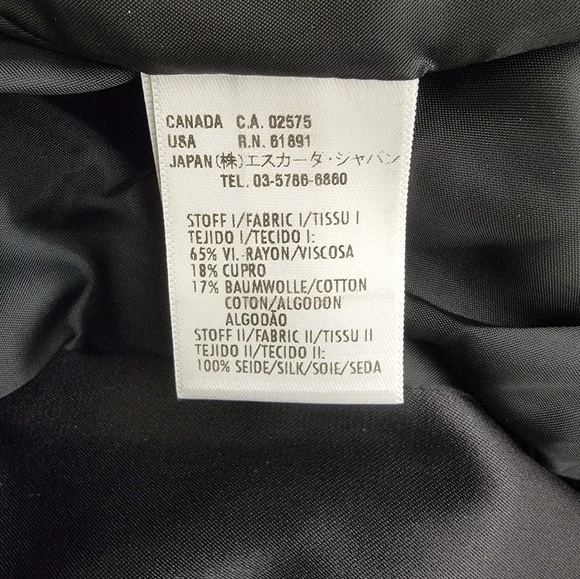 CANADA C.A. 02575
USA R.N. 61891
JAPAN (株)エスカーダ・ジャパン
TEL. 03-5766-6860
STOFF I/FABRIC I/TISSU I
TEJIDO I/TECIDO I:
65% VI.-RAYON/VISCOSA
18% CUPRO
17% BAUMWOLLE/COTTON
COTON/ALGODON
ALGODÃO
STOFF II/FABRIC II/TISSU II
TEJIDO II/TECIDO II:
100% SEIDE/SILK/SOIE/SEDA